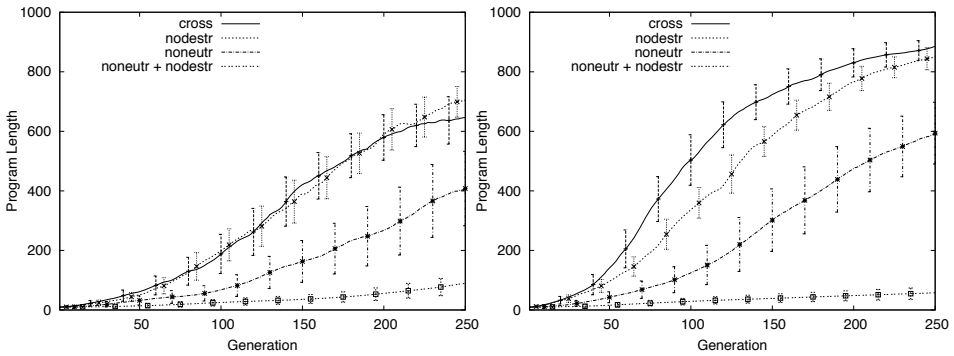 1000
800
600
400
200
0
50
100
150
200
250
Program Length
Generation
cross
nodestr
noneutr
noneutr + nodestr
1000
800
600
400
200
0
50
100
150
200
250
Program Length
Generation
cross
nodestr
noneutr
noneutr + nodestr